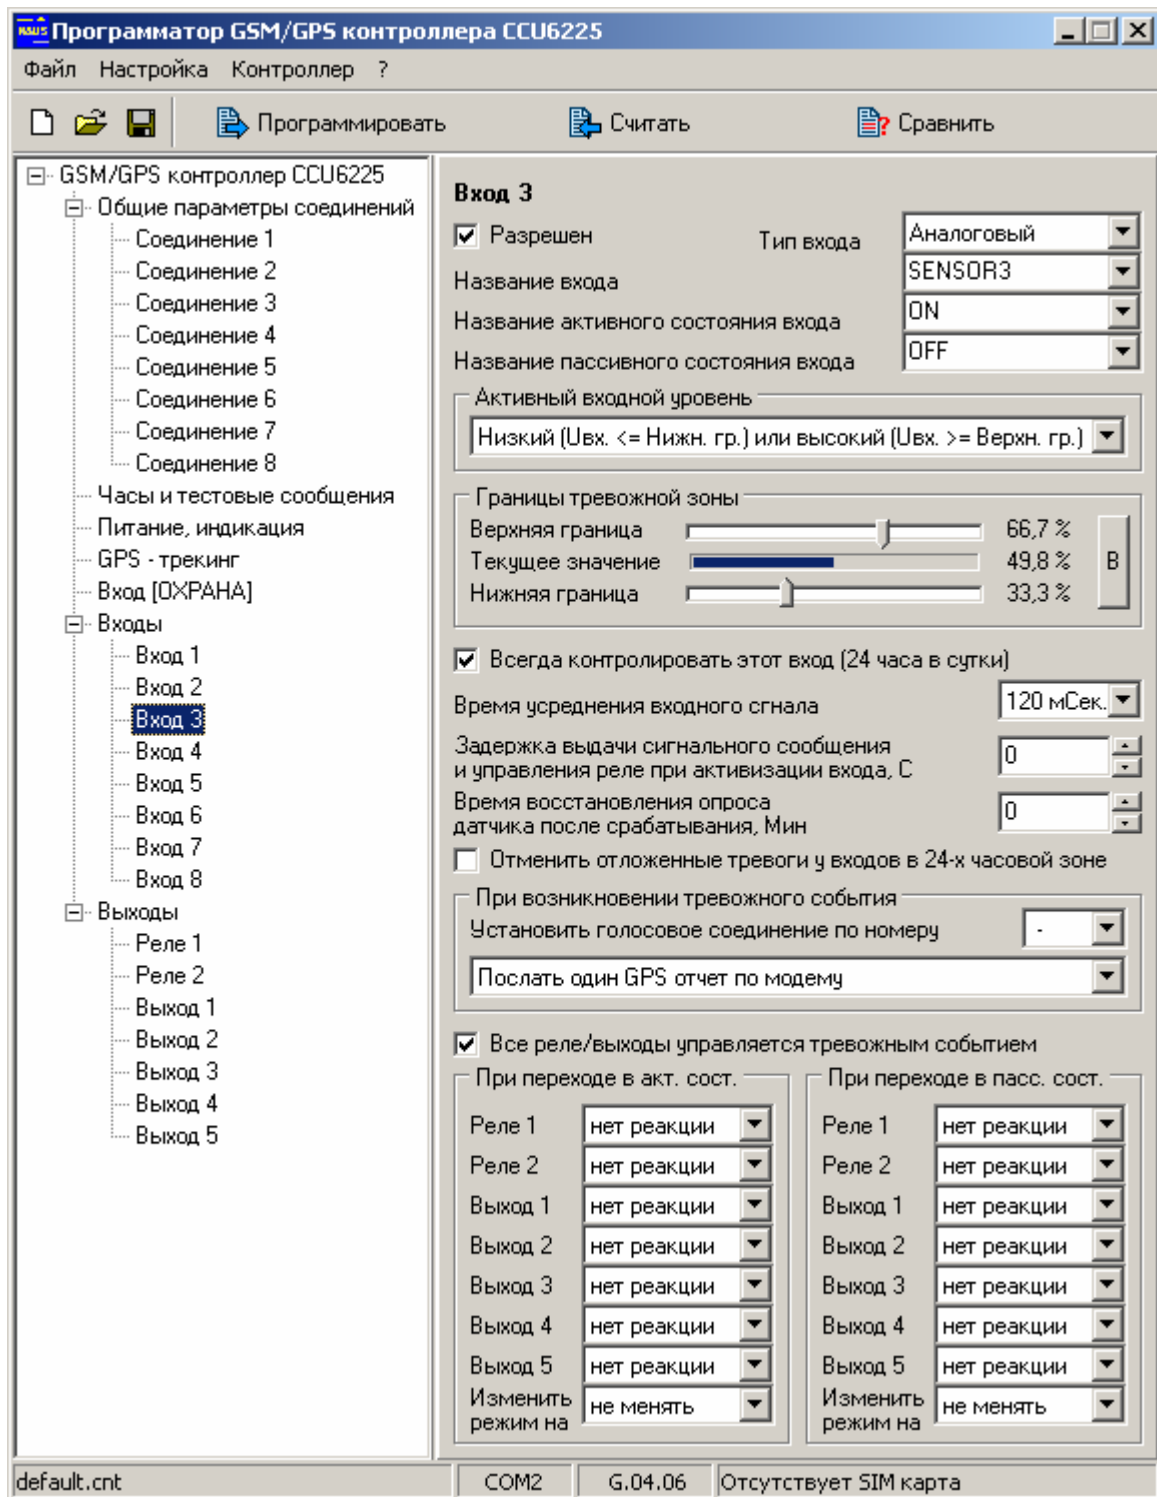 Программатор GSM/GPS контроллера CCU6225
Файл Настройка Контроллер ?
Программировать Считать Сравнить
GSM/GPS контроллер CCU6225
Общие параметры соединений
Соединение 1
Соединение 2
Соединение 3
Соединение 4
Соединение 5
Соединение 6
Соединение 7
Соединение 8
Часы и тестовые сообщения
Питание, индикация
GPS - трекинг
Вход [ОХРАНА]
Входы
Вход 1
Вход 2
Вход 3
Вход 4
Вход 5
Вход 6
Вход 7
Вход 8
Выходы
Реле 1
Реле 2
Выход 1
Выход 2
Выход 3
Выход 4
Выход 5
Вход 3
Разрешен Тип входа Аналоговый
Название входа SENSOR3
Название активного состояния входа ON
Название пассивного состояния входа OFF
Активный входной уровень
Низкий (Uвх. <= Нижн. гр.) или высокий (Uвх. >= Верхн. гр.)
Границы тревожной зоны
Верхняя граница 66,7 %
Текущее значение 49,8 % В
Нижняя граница 33,3 %
Всегда контролировать этот вход (24 часа в сутки)
Время усреднения входного сгнала 120 мСек.
Задержка выдачи сигнального сообщения
и управления реле при активизации входа, С 0
Время восстановления опроса
датчика после срабатывания, Мин 0
Отменить отложенные тревоги у входов в 24-х часовой зоне
При возникновении тревожного события
Установить голосовое соединение по номеру -
Послать один GPS отчет по модему
Все реле/выходы управляется тревожным событием
При переходе в акт. сост.
Реле 1 нет реакции
Реле 2 нет реакции
Выход 1 нет реакции
Выход 2 нет реакции
Выход 3 нет реакции
Выход 4 нет реакции
Выход 5 нет реакции
Изменить
режим на не менять
При переходе в пасс. сост.
Реле 1 нет реакции
Реле 2 нет реакции
Выход 1 нет реакции
Выход 2 нет реакции
Выход 3 нет реакции
Выход 4 нет реакции
Выход 5 нет реакции
Изменить
режим на не менять
default.cnt COM2 G.04.06 Отсутствует SIM карта